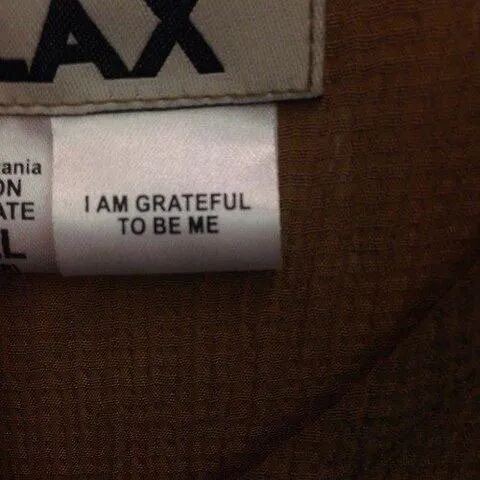 LAX
ania
ON
ATE
L
I AM GRATEFUL
TO BE ME